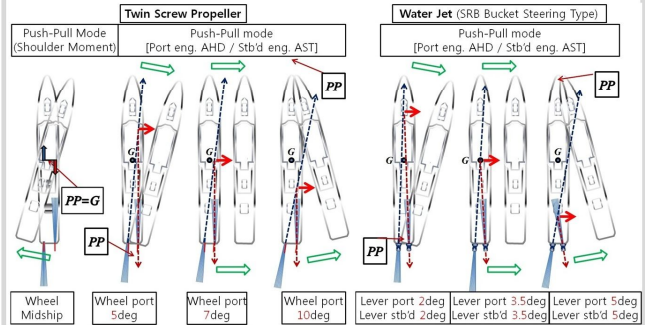 Twin Screw Propeller
Water Jet (SRB Bucket Steering Type)
Push-Pull Mode
(Shoulder Moment)
Push-Pull mode
[Port eng. AHD / Stb'd eng. AST]
Push-Pull mode
[Port eng. AHD / Stb'd eng. AST]
PP
PP
G
G
G
G
G
PP=G
PP
PP
Wheel
Midship
Wheel port
5deg
Wheel port
7deg
Wheel port
10deg
Lever port 2deg
Lever stb'd 2deg
Lever port 3.5deg
Lever stb'd 3.5deg
Lever port 5deg
Lever stb'd 5deg